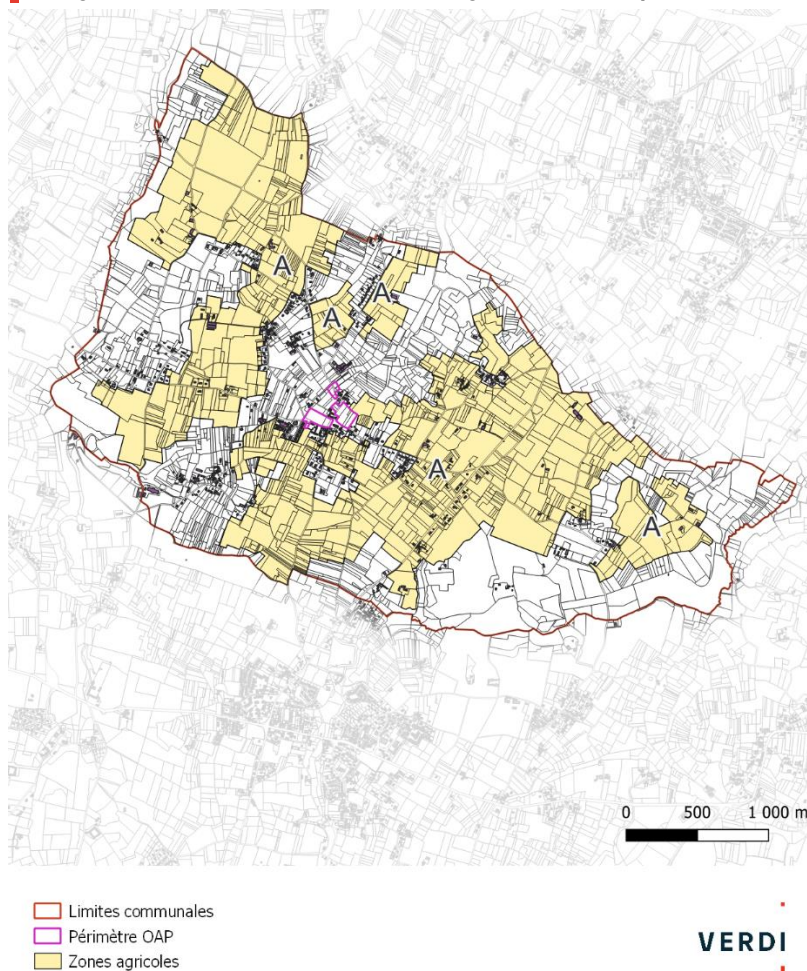 A
A
A
A
A
0 500 1 000 m
Limites communales
Périmètre OAP
VERDI
Zones agricoles